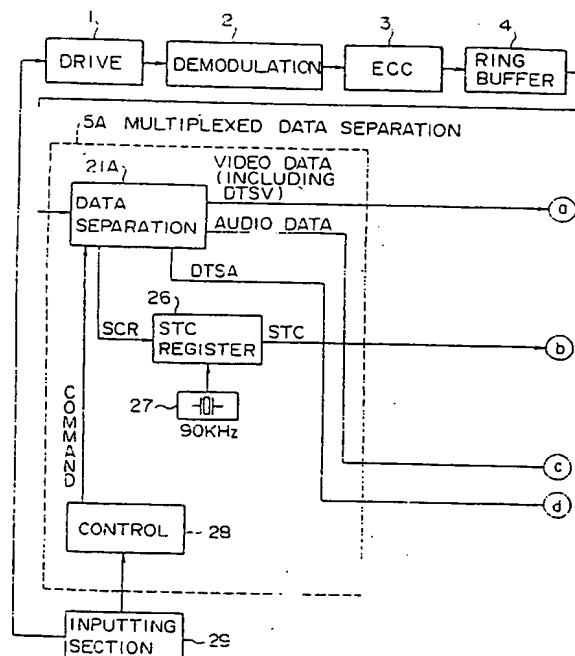 1
2
3
4
DRIVE
DEMODULATION
ECC
RING
BUFFER
5A MULTIPLEXED DATA SEPARATION
21A
VIDEO DATA
(INCLUDING
DTSV)
a
DATA
SEPARATION
AUDIO DATA
DTSA
26
SCR
STC
REGISTER
STC
b
27
90KHz
COMMAND
c
d
CONTROL
28
INPUTTING
SECTION
29